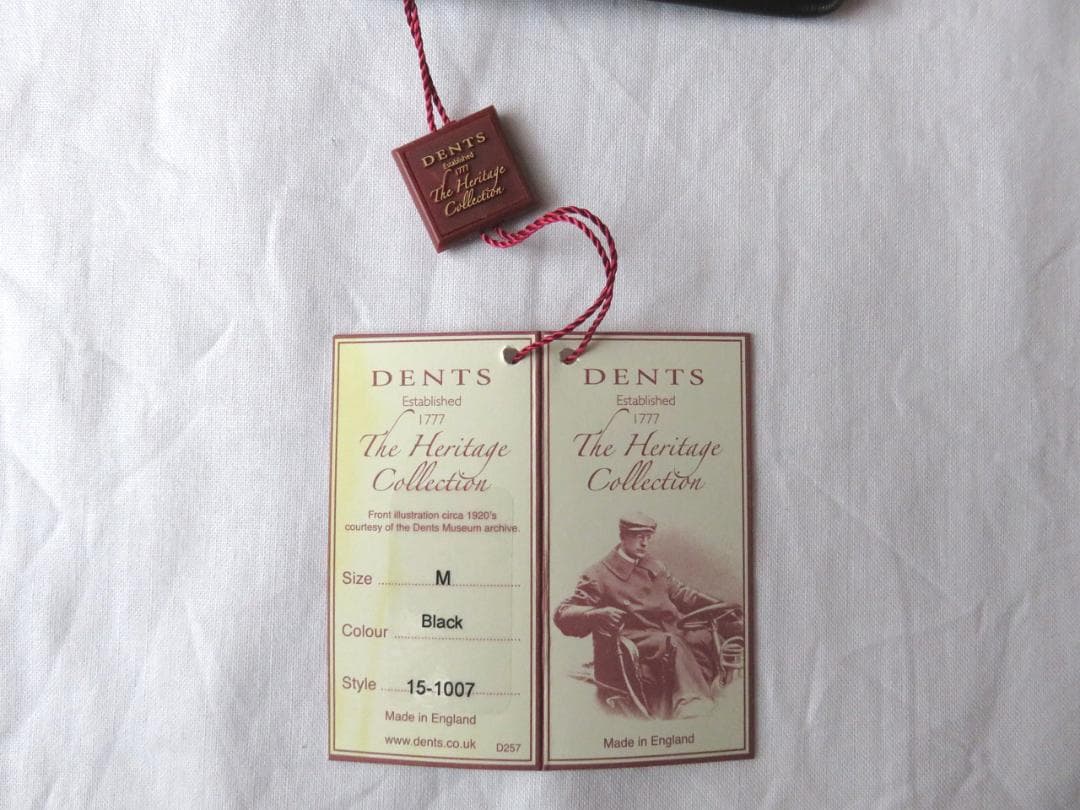 DENTS
Established
1777
The Heritage
Collection
DENTS
Established
1777
The Heritage
Collection
Front illustration circa 1920's
courtesy of the Dents Museum archive.
Size M
Colour Black
Style 15-1007
Made in England
www.dents.co.uk D257
DENTS
Established
1777
The Heritage
Collection
Made in England